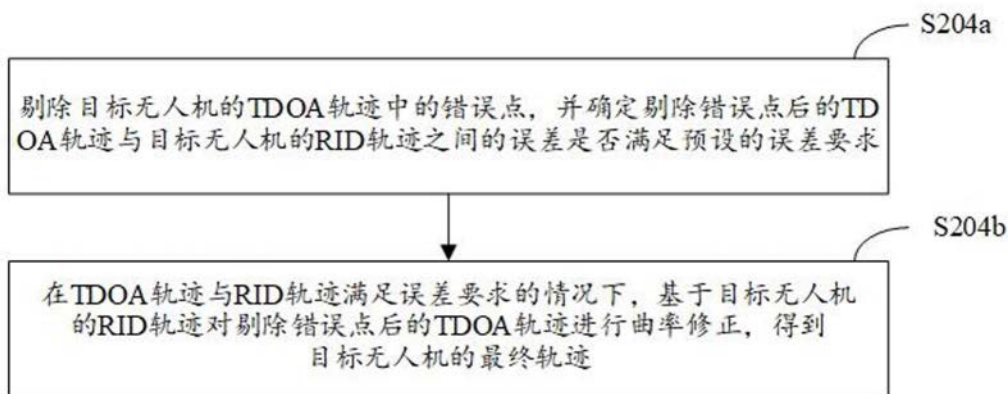 S204a
剔除目标无人机的TDOA轨迹中的错误点，并确定剔除错误点后的TD
OA轨迹与目标无人机的RID轨迹之间的误差是否满足预设的误差要求
S204b
在TDOA轨迹与RID轨迹满足误差要求的情况下，基于目标无人机
的RID轨迹对剔除错误点后的TDOA轨迹进行曲率修正，得到
目标无人机的最终轨迹